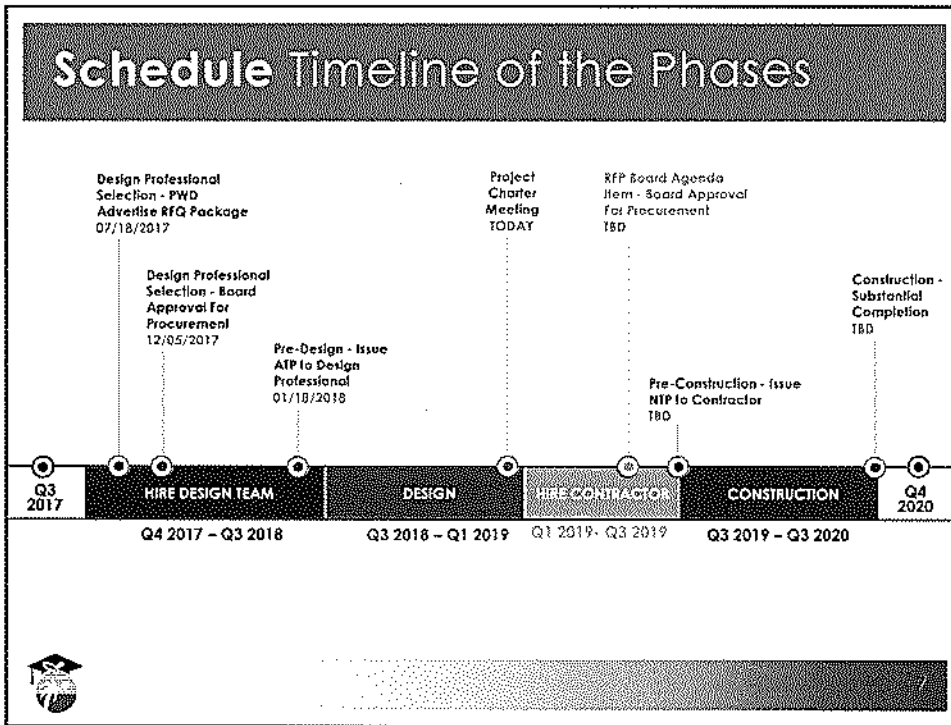 Schedule Timeline of the Phases
Design Professional
Selection - PWD
Advertise RFQ Package
07/18/2017
Design Professional
Selection - Board
Approval For
Procurement
12/05/2017
Pre-Design - Issue
ATP to Design
Professional
01/18/2018
Project
Charter
Meeting
TODAY
RFP Board Agenda
Item - Board Approval
For Procurement
TBD
Pre-Construction - Issue
NTP to Contractor
TBD
Construction -
Substantial
Completion
TBD
Q3
2017
HIRE DESIGN TEAM
DESIGN
HIRE CONTRACTOR
CONSTRUCTION
Q4
2020
Q4 2017 – Q3 2018
Q3 2018 – Q1 2019
Q1 2019- Q3 2019
Q3 2019 – Q3 2020
7